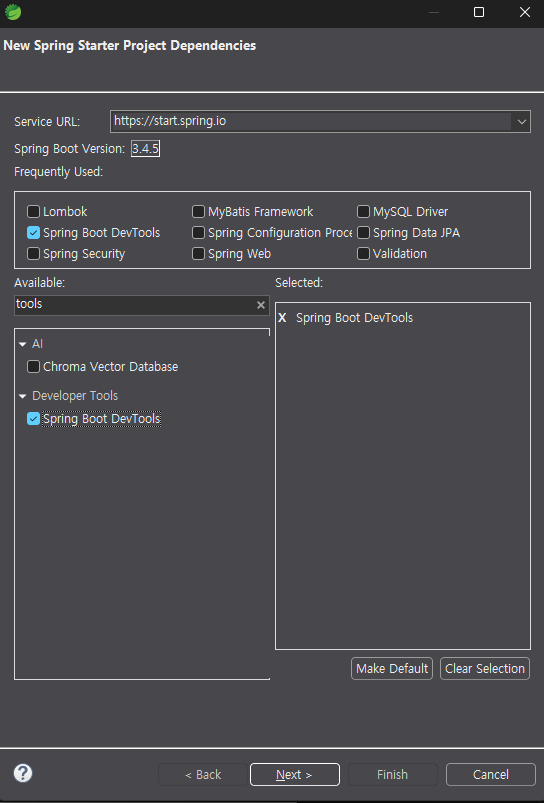 New Spring Starter Project Dependencies
Service URL: https://start.spring.io
Spring Boot Version: 3.4.5
Frequently Used:
Lombok MyBatis Framework MySQL Driver
Spring Boot DevTools Spring Configuration Proce Spring Data JPA
Spring Security Spring Web Validation
Available: Selected:
tools
X Spring Boot DevTools
AI
Chroma Vector Database
Developer Tools
Spring Boot DevTools
Make Default Clear Selection
? < Back Next > Finish Cancel